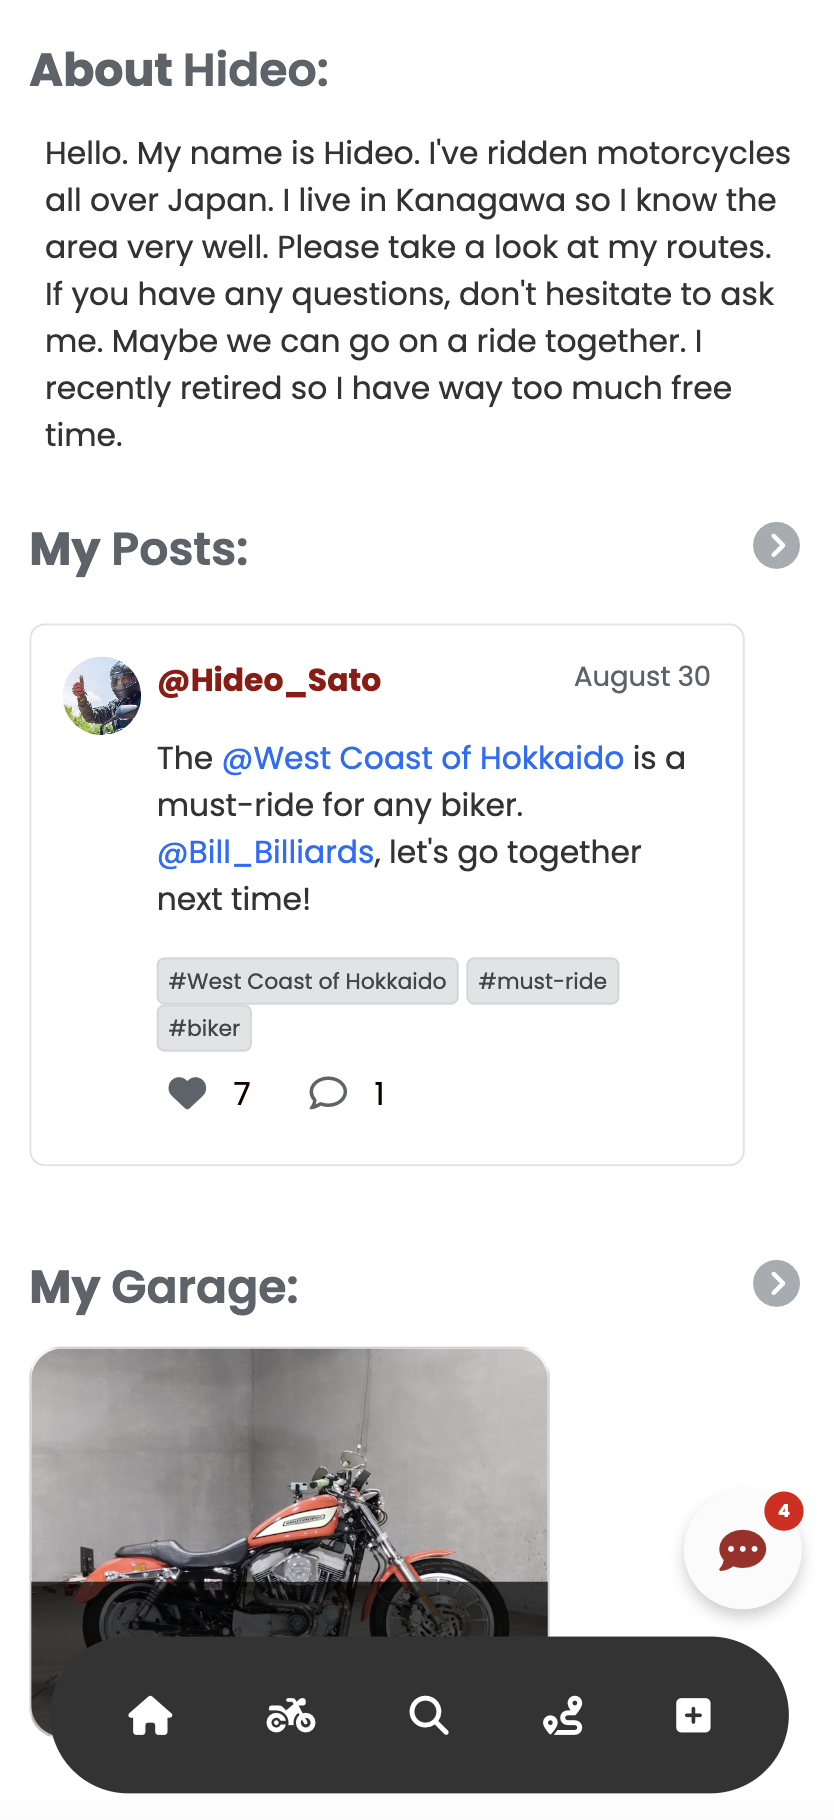 About Hideo:
Hello. My name is Hideo. I've ridden motorcycles
all over Japan. I live in Kanagawa so I know the
area very well. Please take a look at my routes.
If you have any questions, don't hesitate to ask
me. Maybe we can go on a ride together. I
recently retired so I have way too much free
time.
My Posts:
@Hideo_Sato August 30
The @West Coast of Hokkaido is a
must-ride for any biker.
@Bill_Billiards, let's go together
next time!
#West Coast of Hokkaido #must-ride
#biker
7 1
My Garage:
4